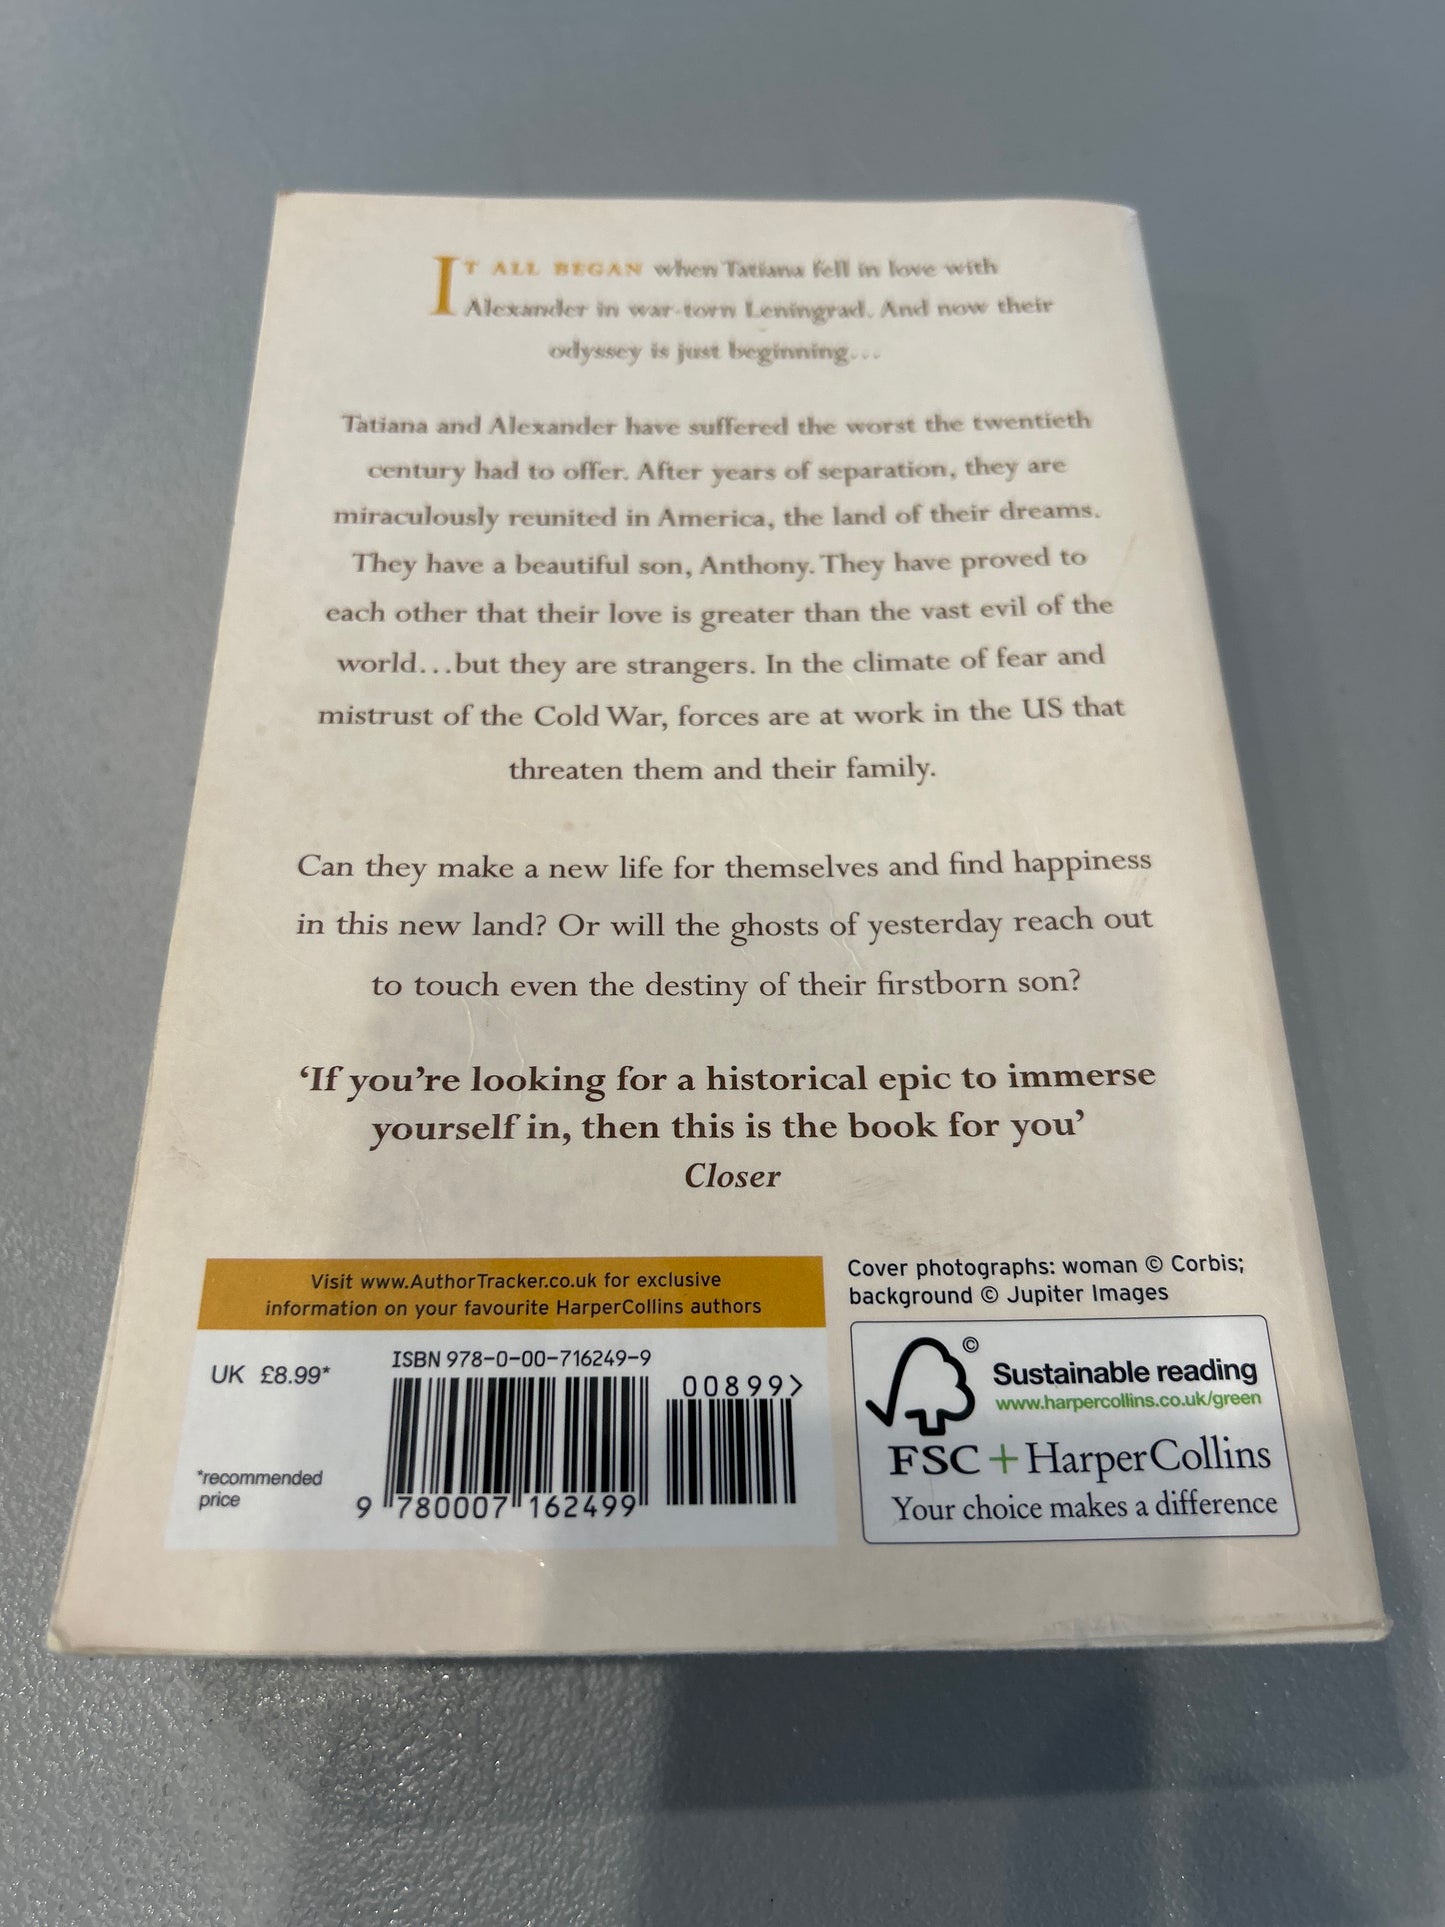 IT ALL BEGAN when Tatiana fell in love with
Alexander in war-torn Leningrad. And now their
odyssey is just beginning...
Tatiana and Alexander have suffered the worst the twentieth
century had to offer. After years of separation, they are
miraculously reunited in America, the land of their dreams.
They have a beautiful son, Anthony. They have proved to
each other that their love is greater than the vast evil of the
world...but they are strangers. In the climate of fear and
mistrust of the Cold War, forces are at work in the US that
threaten them and their family.
Can they make a new life for themselves and find happiness
in this new land? Or will the ghosts of yesterday reach out
to touch even the destiny of their firstborn son?
‘If you’re looking for a historical epic to immerse
yourself in, then this is the book for you’
Closer
Visit www.AuthorTracker.co.uk for exclusive
information on your favourite HarperCollins authors
UK £8.99*
*recommended
price
ISBN 978-0-00-716249-9
00899>
9 780007 162499
Cover photographs: woman © Corbis;
background © Jupiter Images
©
Sustainable reading
www.harpercollins.co.uk/green
FSC + HarperCollins
Your choice makes a difference